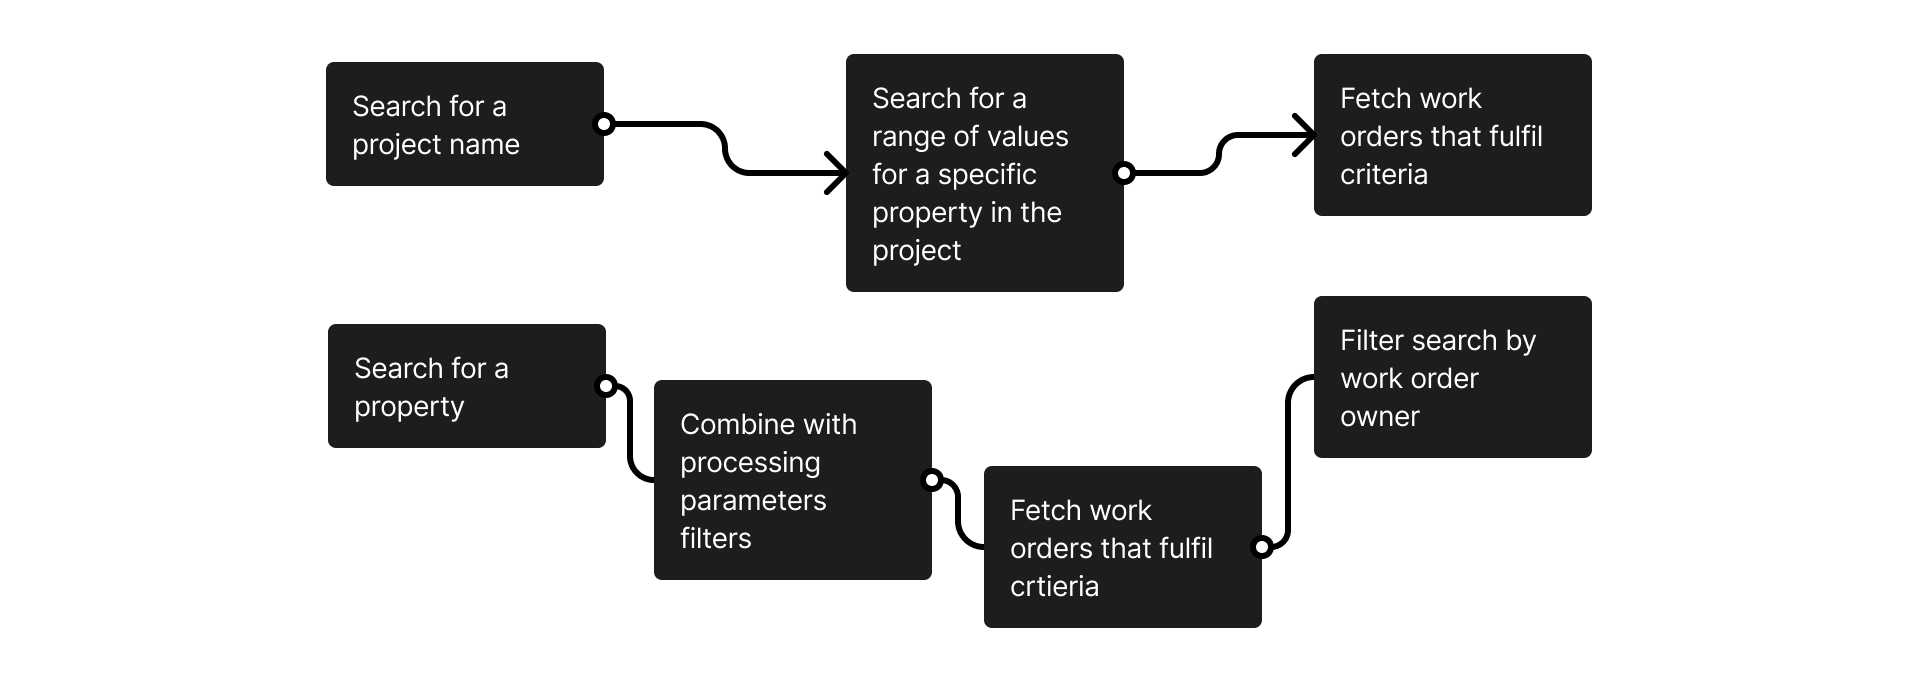 Search for a
project name
Search for a
range of values
for a specific
property in the
project
Fetch work
orders that fulfil
criteria
Search for a
property
Combine with
processing
parameters
filters
Fetch work
orders that fulfil
crtieria
Filter search by
work order
owner